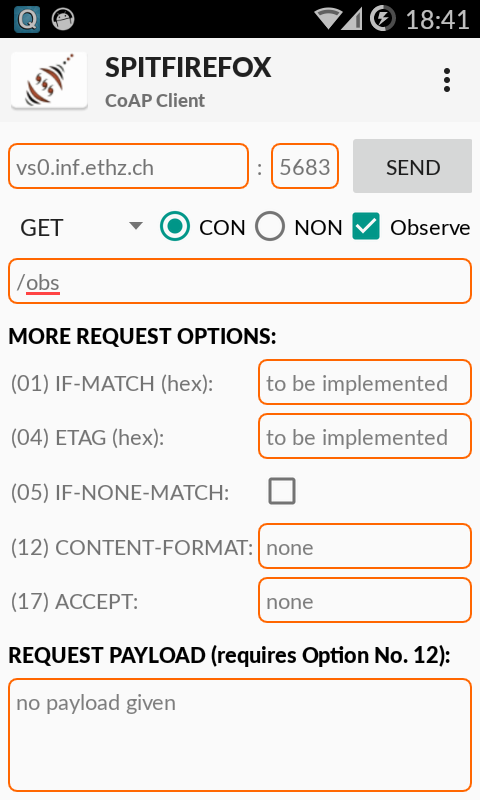 Q 18:41
SPITFIREFOX
CoAP Client
vs0.inf.ethz.ch : 5683 SEND
GET CON NON Observe
/obs
MORE REQUEST OPTIONS:
(01) IF-MATCH (hex): to be implemented
(04) ETAG (hex): to be implemented
(05) IF-NONE-MATCH:
(12) CONTENT-FORMAT: none
(17) ACCEPT: none
REQUEST PAYLOAD (requires Option No. 12):
no payload given